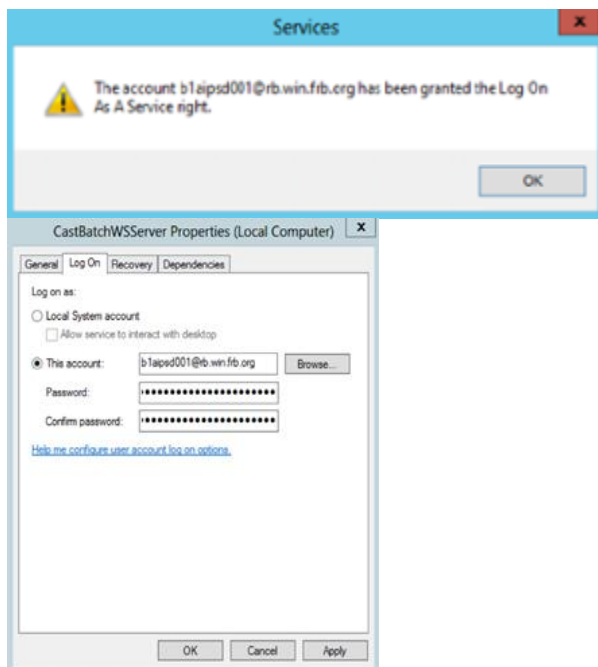 Services
x
The account b1aipsd001@rb.win.frb.org has been granted the Log On
As A Service right.
OK
CastBatchWSServer Properties (Local Computer)
x
General Log On Recovery Dependencies
Log on as:
Local System account
Allow service to interact with desktop
This account: b1aipsd001@rb.win.frb.org Browse...
Password: ••••••••••••••••••••••
Confirm password: ••••••••••••••••••••••
Help me configure user account log on options.
OK Cancel Apply